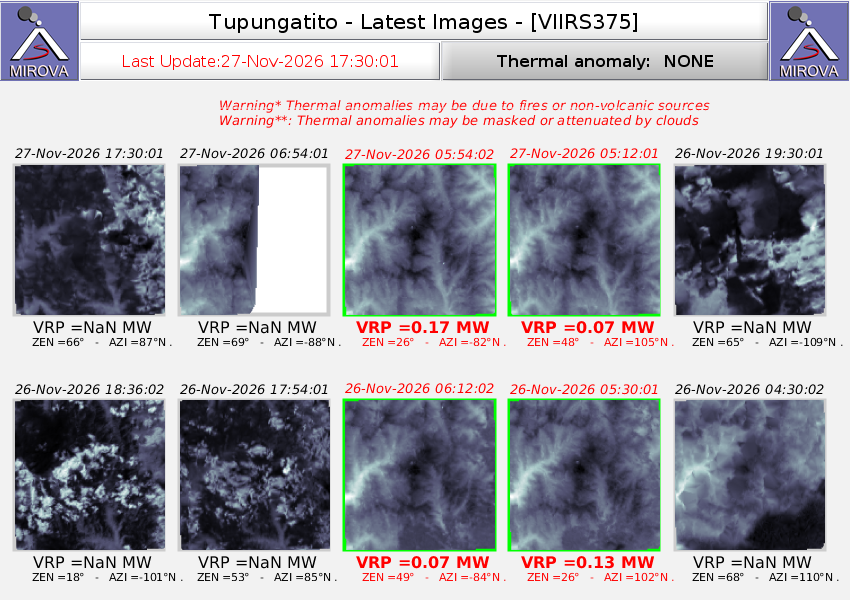 Tupungatito - Latest Images - [VIIRS375]
MIROVA
Last Update:27-Nov-2026 17:30:01
Thermal anomaly: NONE
MIROVA
Warning* Thermal anomalies may be due to fires or non-volcanic sources
Warning**: Thermal anomalies may be masked or attenuated by clouds
27-Nov-2026 17:30:01 27-Nov-2026 06:54:01 27-Nov-2026 05:54:02 27-Nov-2026 05:12:01 26-Nov-2026 19:30:01
VRP =NaN MW VRP =NaN MW VRP =0.17 MW VRP =0.07 MW VRP =NaN MW
ZEN =66° - AZI =87°N . ZEN =69° - AZI =-88°N . ZEN =26° - AZI =-82°N . ZEN =48° - AZI =105°N . ZEN =65° - AZI =-109°N .
26-Nov-2026 18:36:02 26-Nov-2026 17:54:01 26-Nov-2026 06:12:02 26-Nov-2026 05:30:01 26-Nov-2026 04:30:02
VRP =NaN MW VRP =NaN MW VRP =0.07 MW VRP =0.13 MW VRP =NaN MW
ZEN =18° - AZI =-101°N . ZEN =53° - AZI =85°N . ZEN =49° - AZI =-84°N . ZEN =26° - AZI =102°N . ZEN =68° - AZI =110°N .